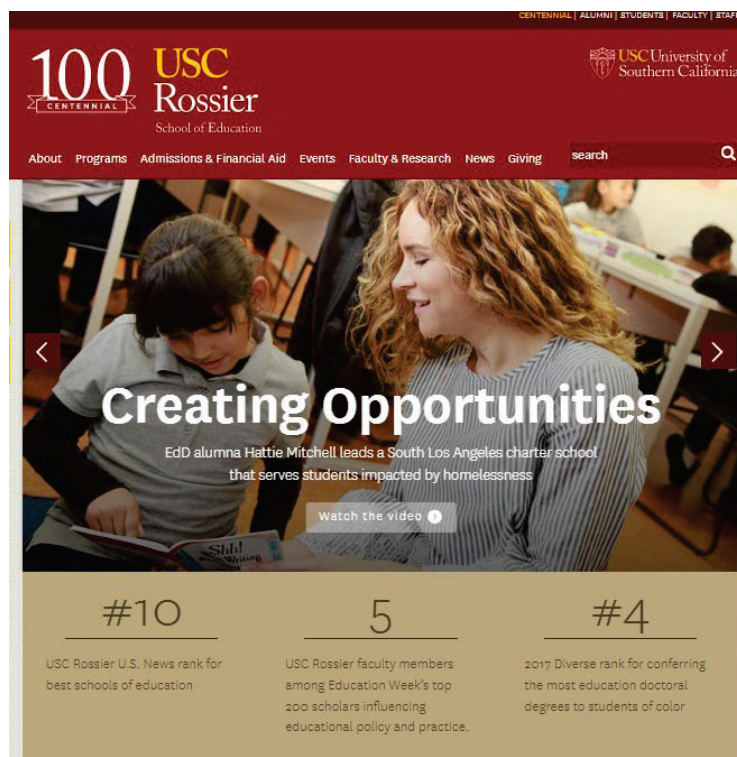 CENTENNIAL | ALUMNI | STUDENTS | FACULTY | STAFF
100
CENTENNIAL
USC
Rossier
School of Education
USC University of
Southern California
About Programs Admissions & Financial Aid Events Faculty & Research News Giving search
Creating Opportunities
EdD alumna Hattie Mitchell leads a South Los Angeles charter school
that serves students impacted by homelessness
Watch the video
Shh!
Writing
#10
USC Rossier U.S. News rank for
best schools of education
5
USC Rossier faculty members
among Education Week's top
200 scholars influencing
educational policy and practice.
#4
2017 Diverse rank for conferring
the most education doctoral
degrees to students of color